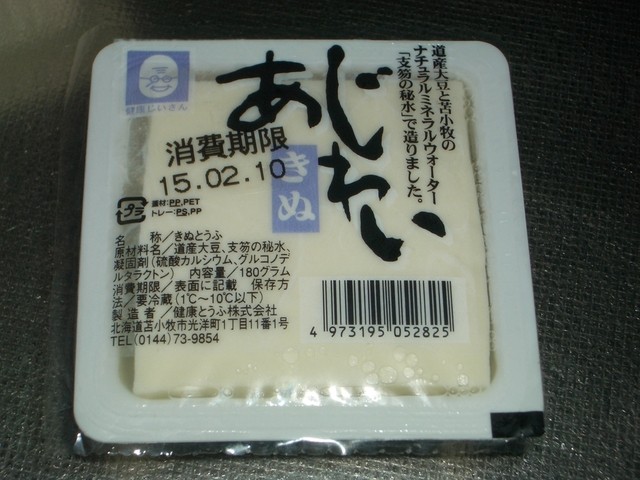 健康じいさん
あじわい
きぬ
道産大豆と苫小牧の
ナチュラルミネラルウォーター
「支笏の秘水」で造りました。
消費期限
15.02.10
プラ
蓋材:PP,PET
トレー:PS,PP
名　　称／きぬとうふ
原材料名／道産大豆、支笏の秘水、
凝固剤(硫酸カルシウム、グルコノデ
ルタラクトン)　内容量／180グラム
消費期限／表面に記載　保存方
法／要冷蔵(1℃〜10℃以下)
製造者／健康とうふ株式会社
北海道苫小牧市光洋町1丁目11番1号
TEL(0144)73-9854
4 973195 052825